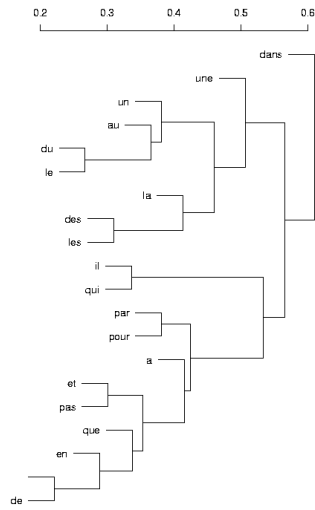 0.2 0.3 0.4 0.5 0.6
dans
une
un
au
du
le
la
des
les
il
qui
par
pour
a
et
pas
que
en
de